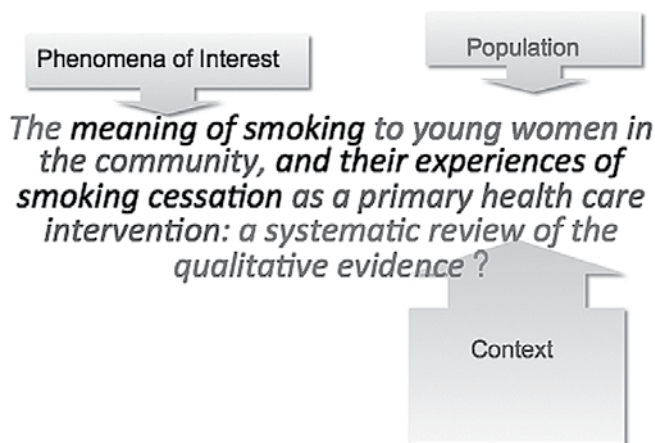 Phenomena of Interest
Population
The meaning of smoking to young women in
the community, and their experiences of
smoking cessation as a primary health care
intervention: a systematic review of the
qualitative evidence ?
Context